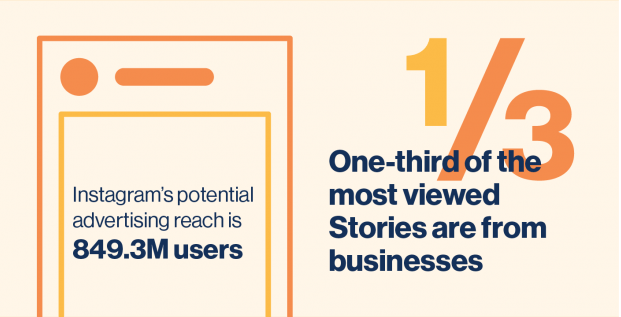 Instagram's potential
advertising reach is
849.3M users
1/3
One-third of the
most viewed
Stories are from
businesses